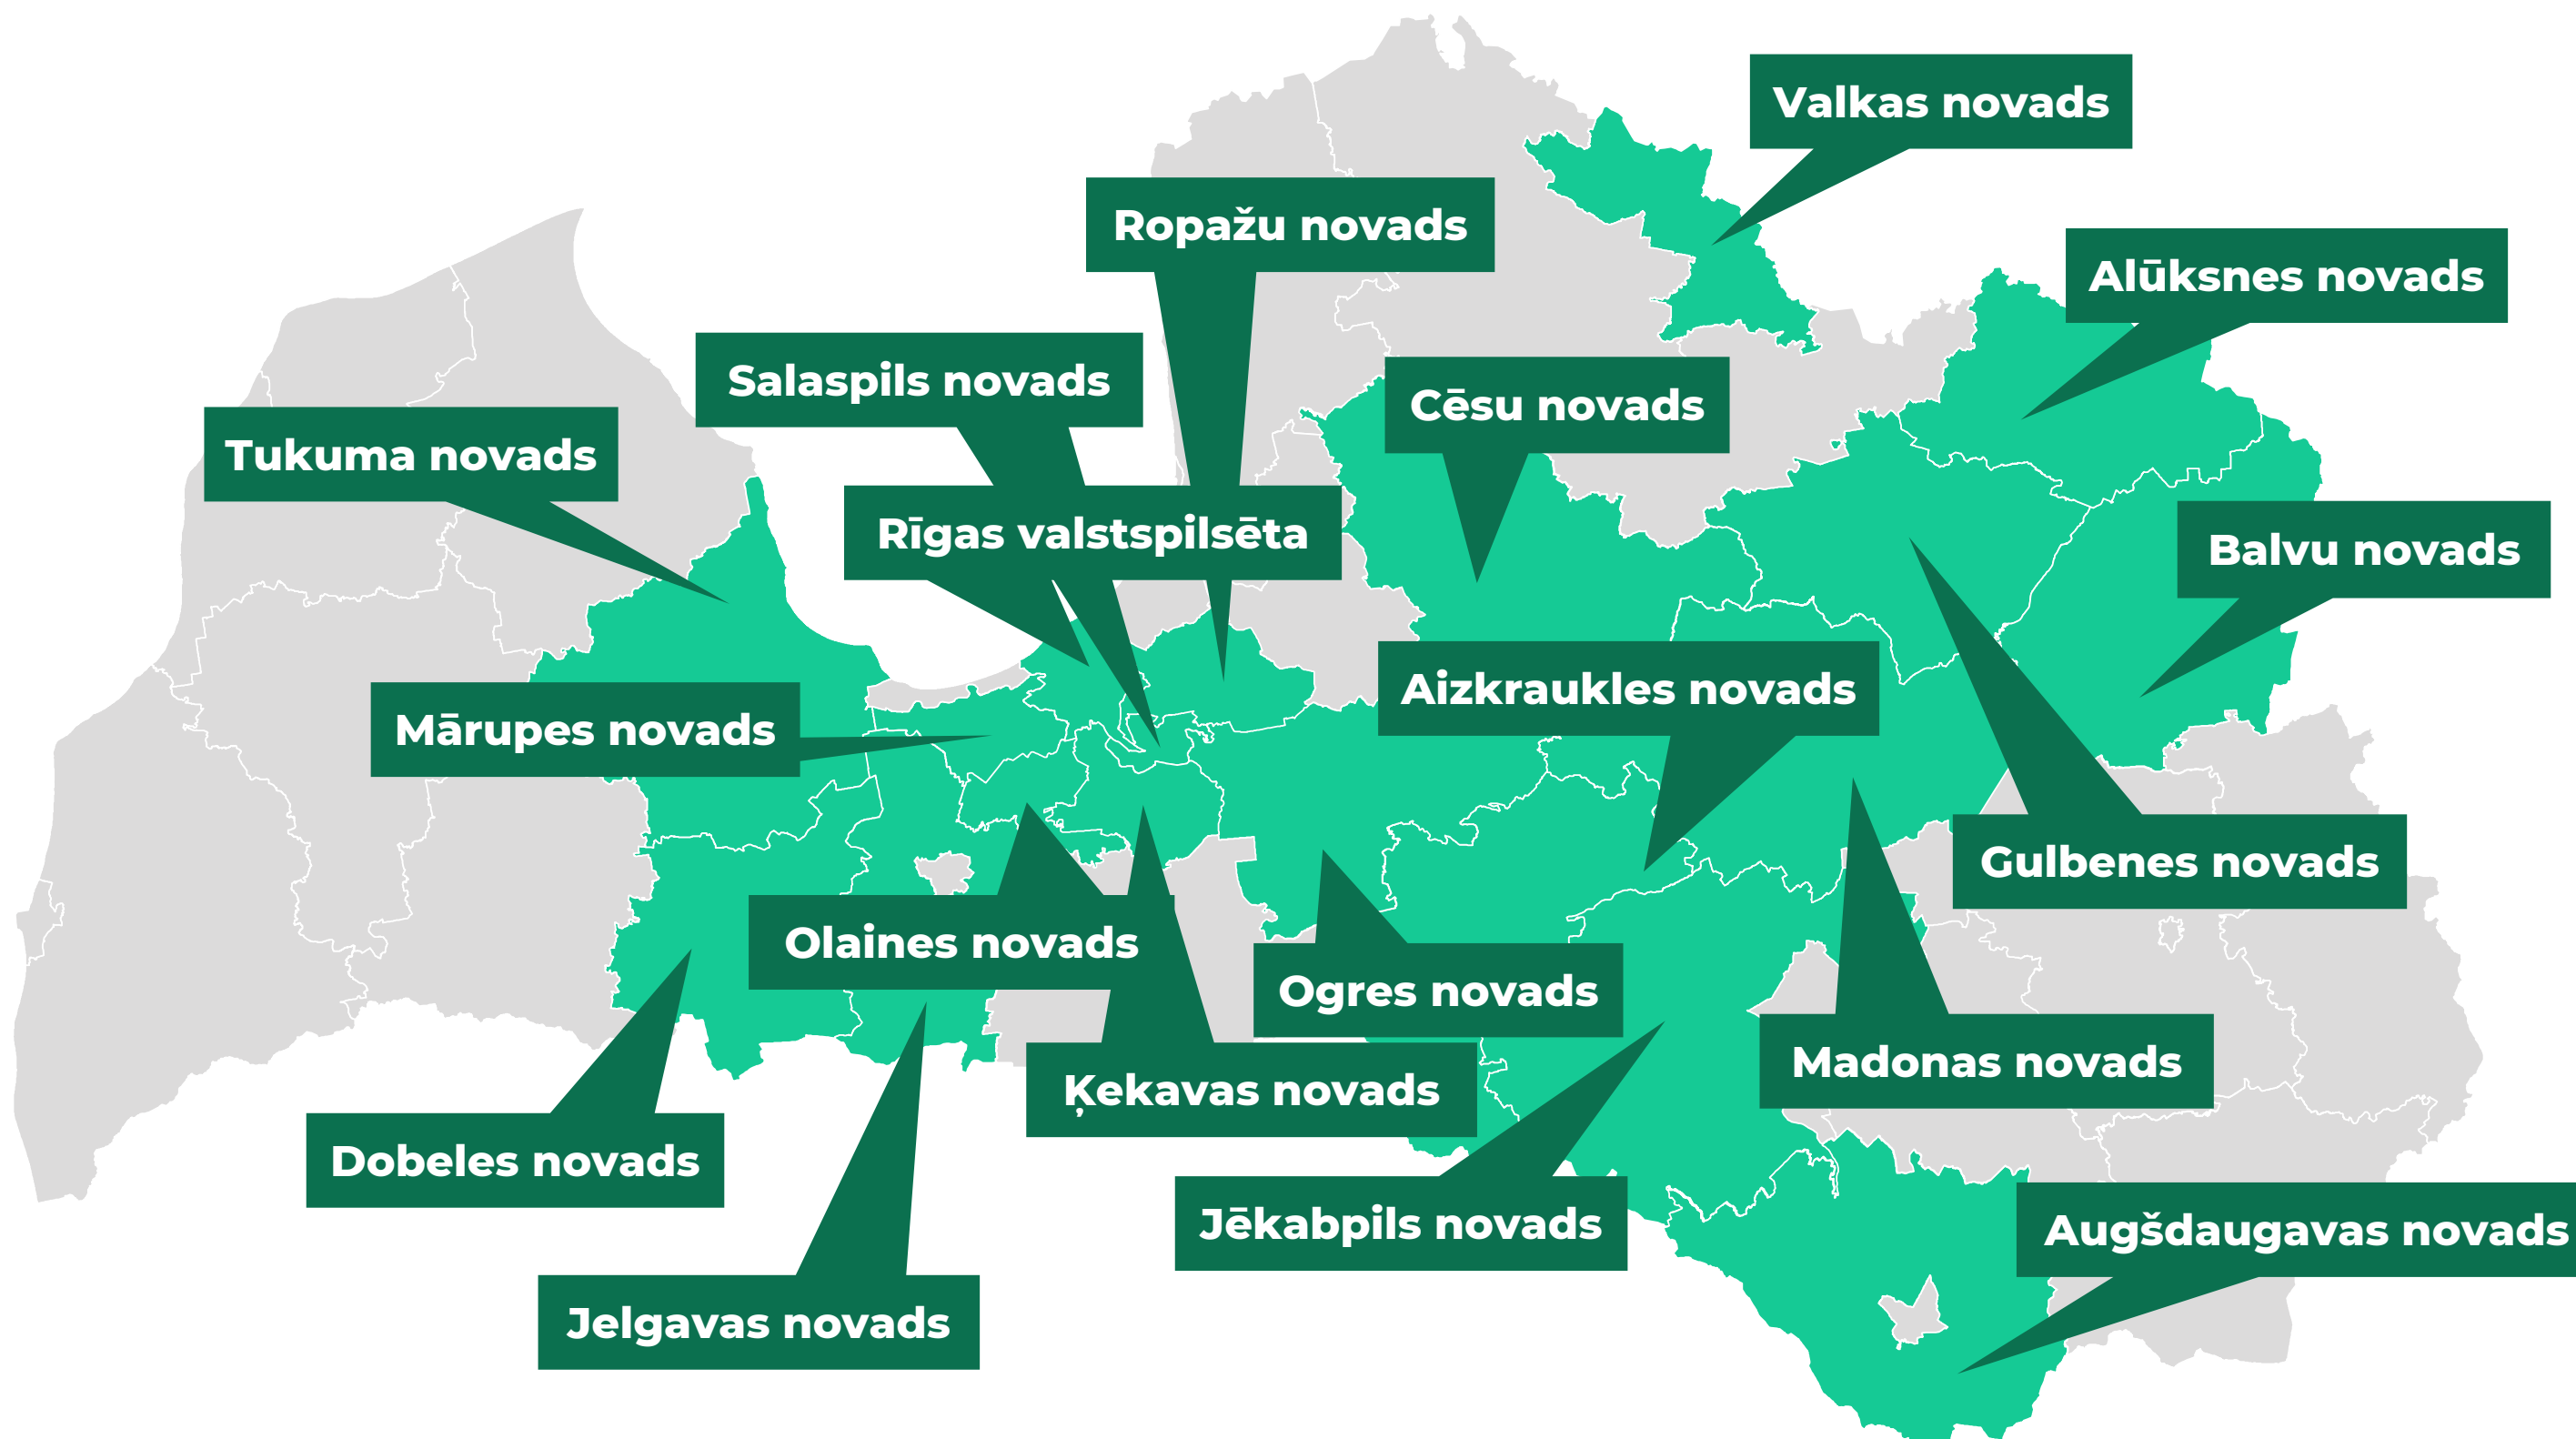 Valkas novads
Ropažu novads
Alūksnes novads
Salaspils novads
Cēsu novads
Tukuma novads
Rīgas valstspilsēta
Balvu novads
Aizkraukles novads
Mārupes novads
Gulbenes novads
Olaines novads
Ogres novads
Madonas novads
Ķekavas novads
Dobeles novads
Jēkabpils novads
Augšdaugavas novads
Jelgavas novads